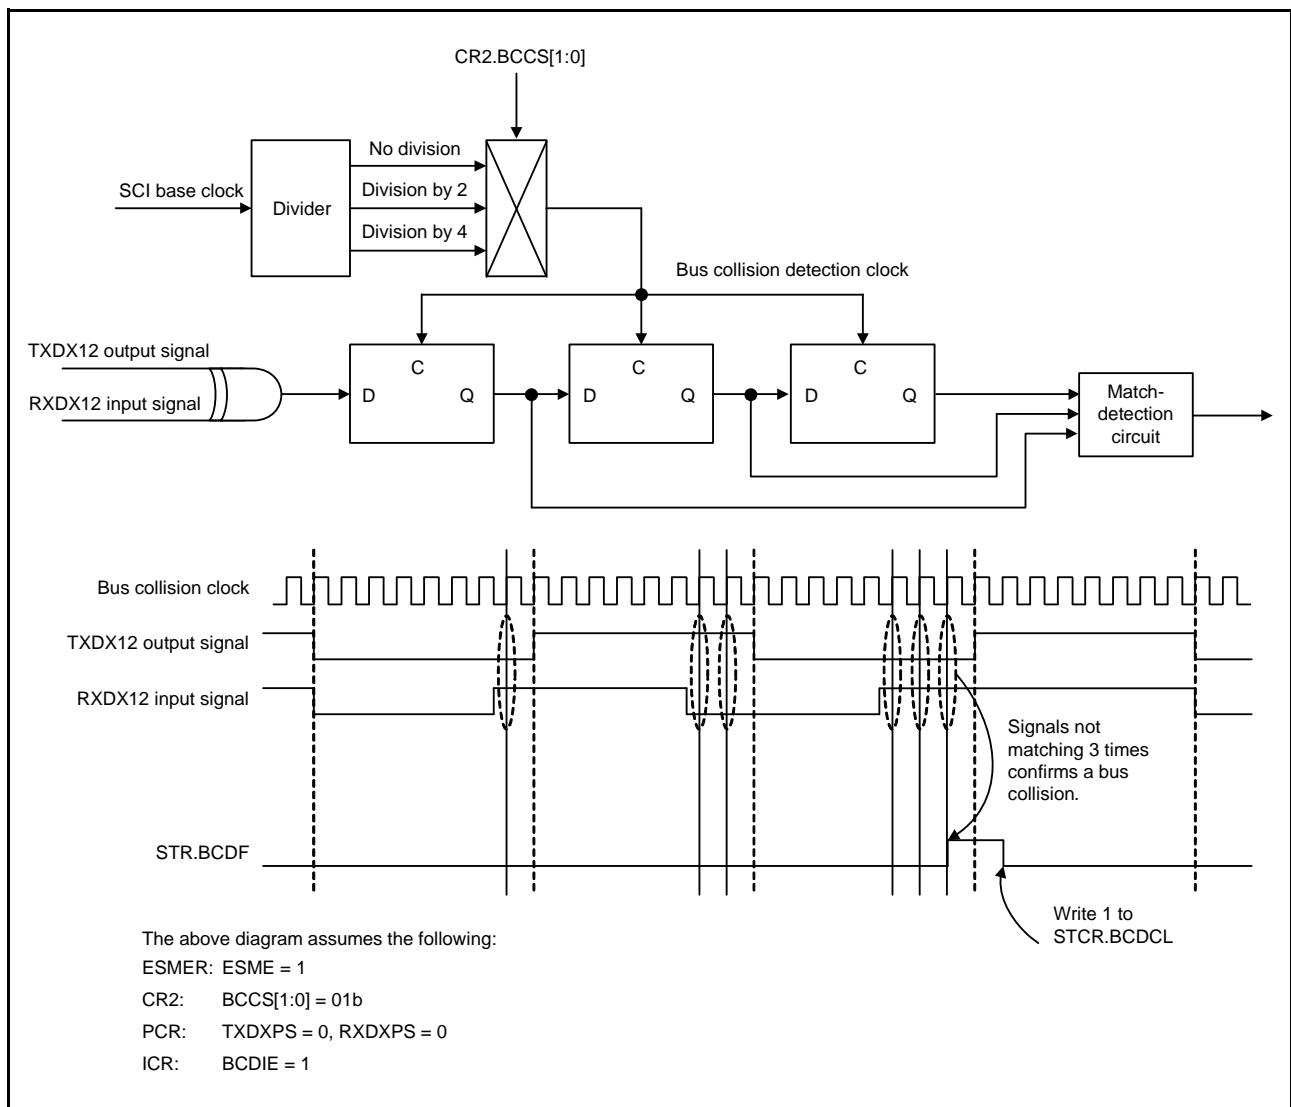 CR2.BCCS[1:0]
No division
SCI base clock
Divider
Division by 2
Division by 4
Bus collision detection clock
TXDX12 output signal
RXDX12 input signal
C
D
Q
C
D
Q
C
D
Q
Match-
detection
circuit
Bus collision clock
TXDX12 output signal
RXDX12 input signal
Signals not
matching 3 times
confirms a bus
collision.
STR.BCDF
Write 1 to
STCR.BCDCL
The above diagram assumes the following:
ESMER: ESME = 1
CR2: BCCS[1:0] = 01b
PCR: TXDXPS = 0, RXDXPS = 0
ICR: BCDIE = 1